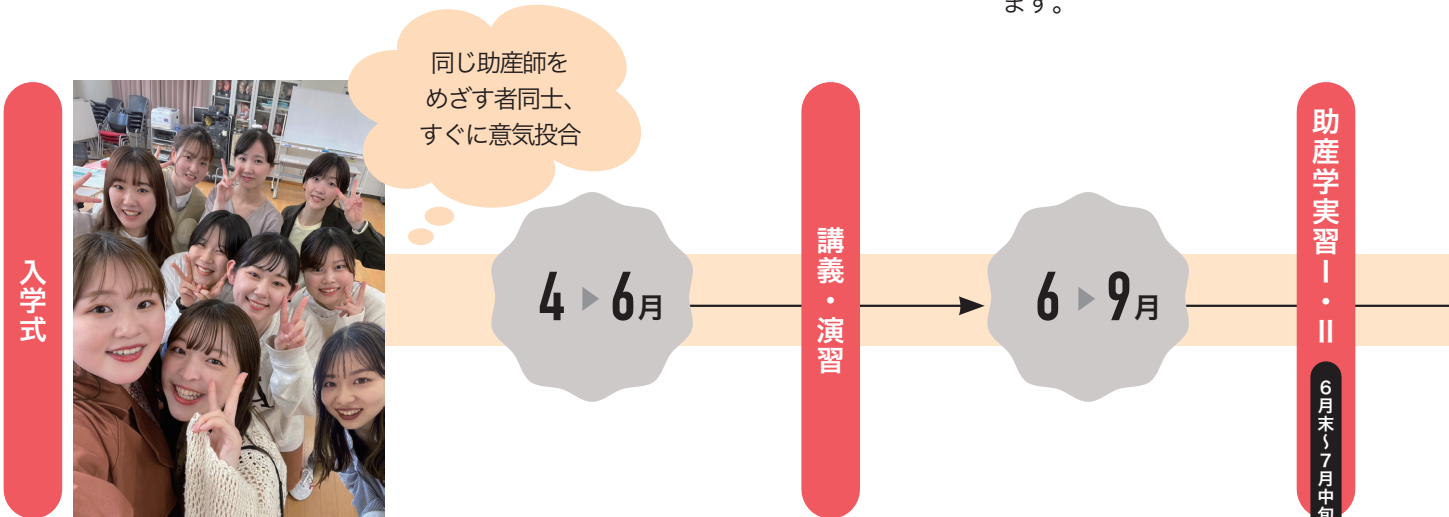 ます。
入学式
同じ助産師を
めざす者同士、
すぐに意気投合
4 ▶ 6月
講義・演習
6 ▶ 9月
助産学実習Ⅰ・Ⅱ
6月末~7月中旬